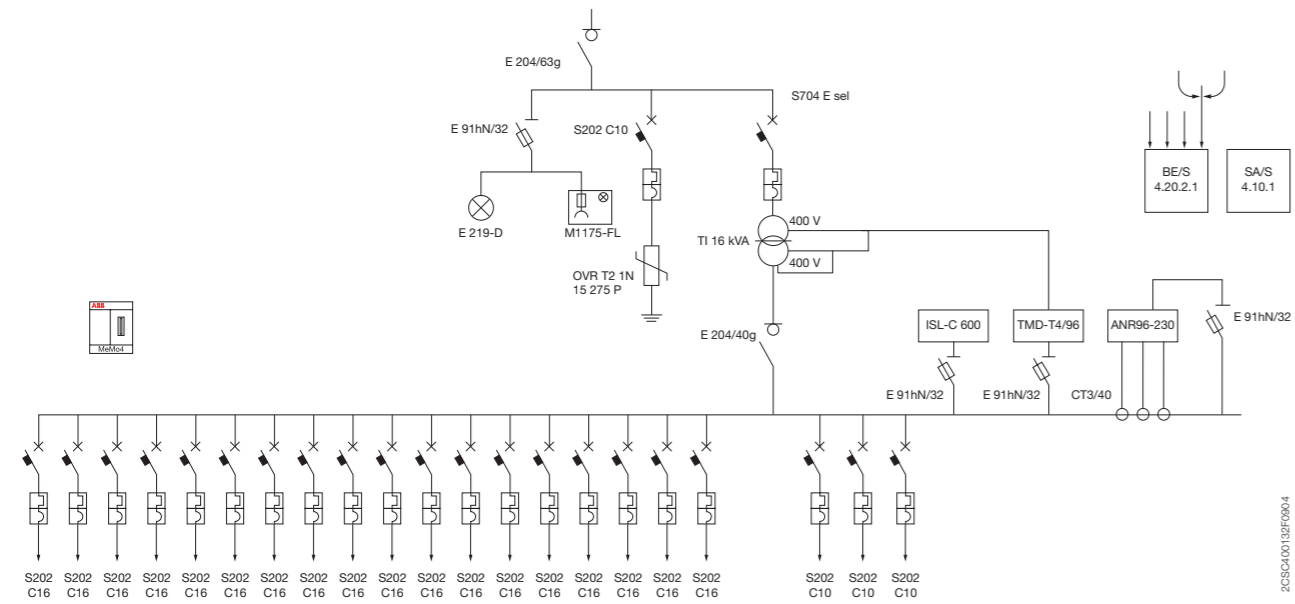 E 204/63g
S704 E sel
E 91hN/32
S202 C10
BE/S
4.20.2.1
SA/S
4.10.1
E 219-D
M1175-FL
400 V
TI 16 kVA
400 V
OVR T2 1N
15 275 P
ABB
MeMo4
E 204/40g
ISL-C 600
TMD-T4/96
ANR96-230
E 91hN/32
E 91hN/32
E 91hN/32
CT3/40
S202 S202 S202 S202 S202 S202 S202 S202 S202 S202 S202 S202 S202 S202 S202 S202 S202 S202 S202 S202 S202
C16 C16 C16 C16 C16 C16 C16 C16 C16 C16 C16 C16 C16 C16 C16 C16 C16 C16 C10 C10 C10
2CSC400132F0904